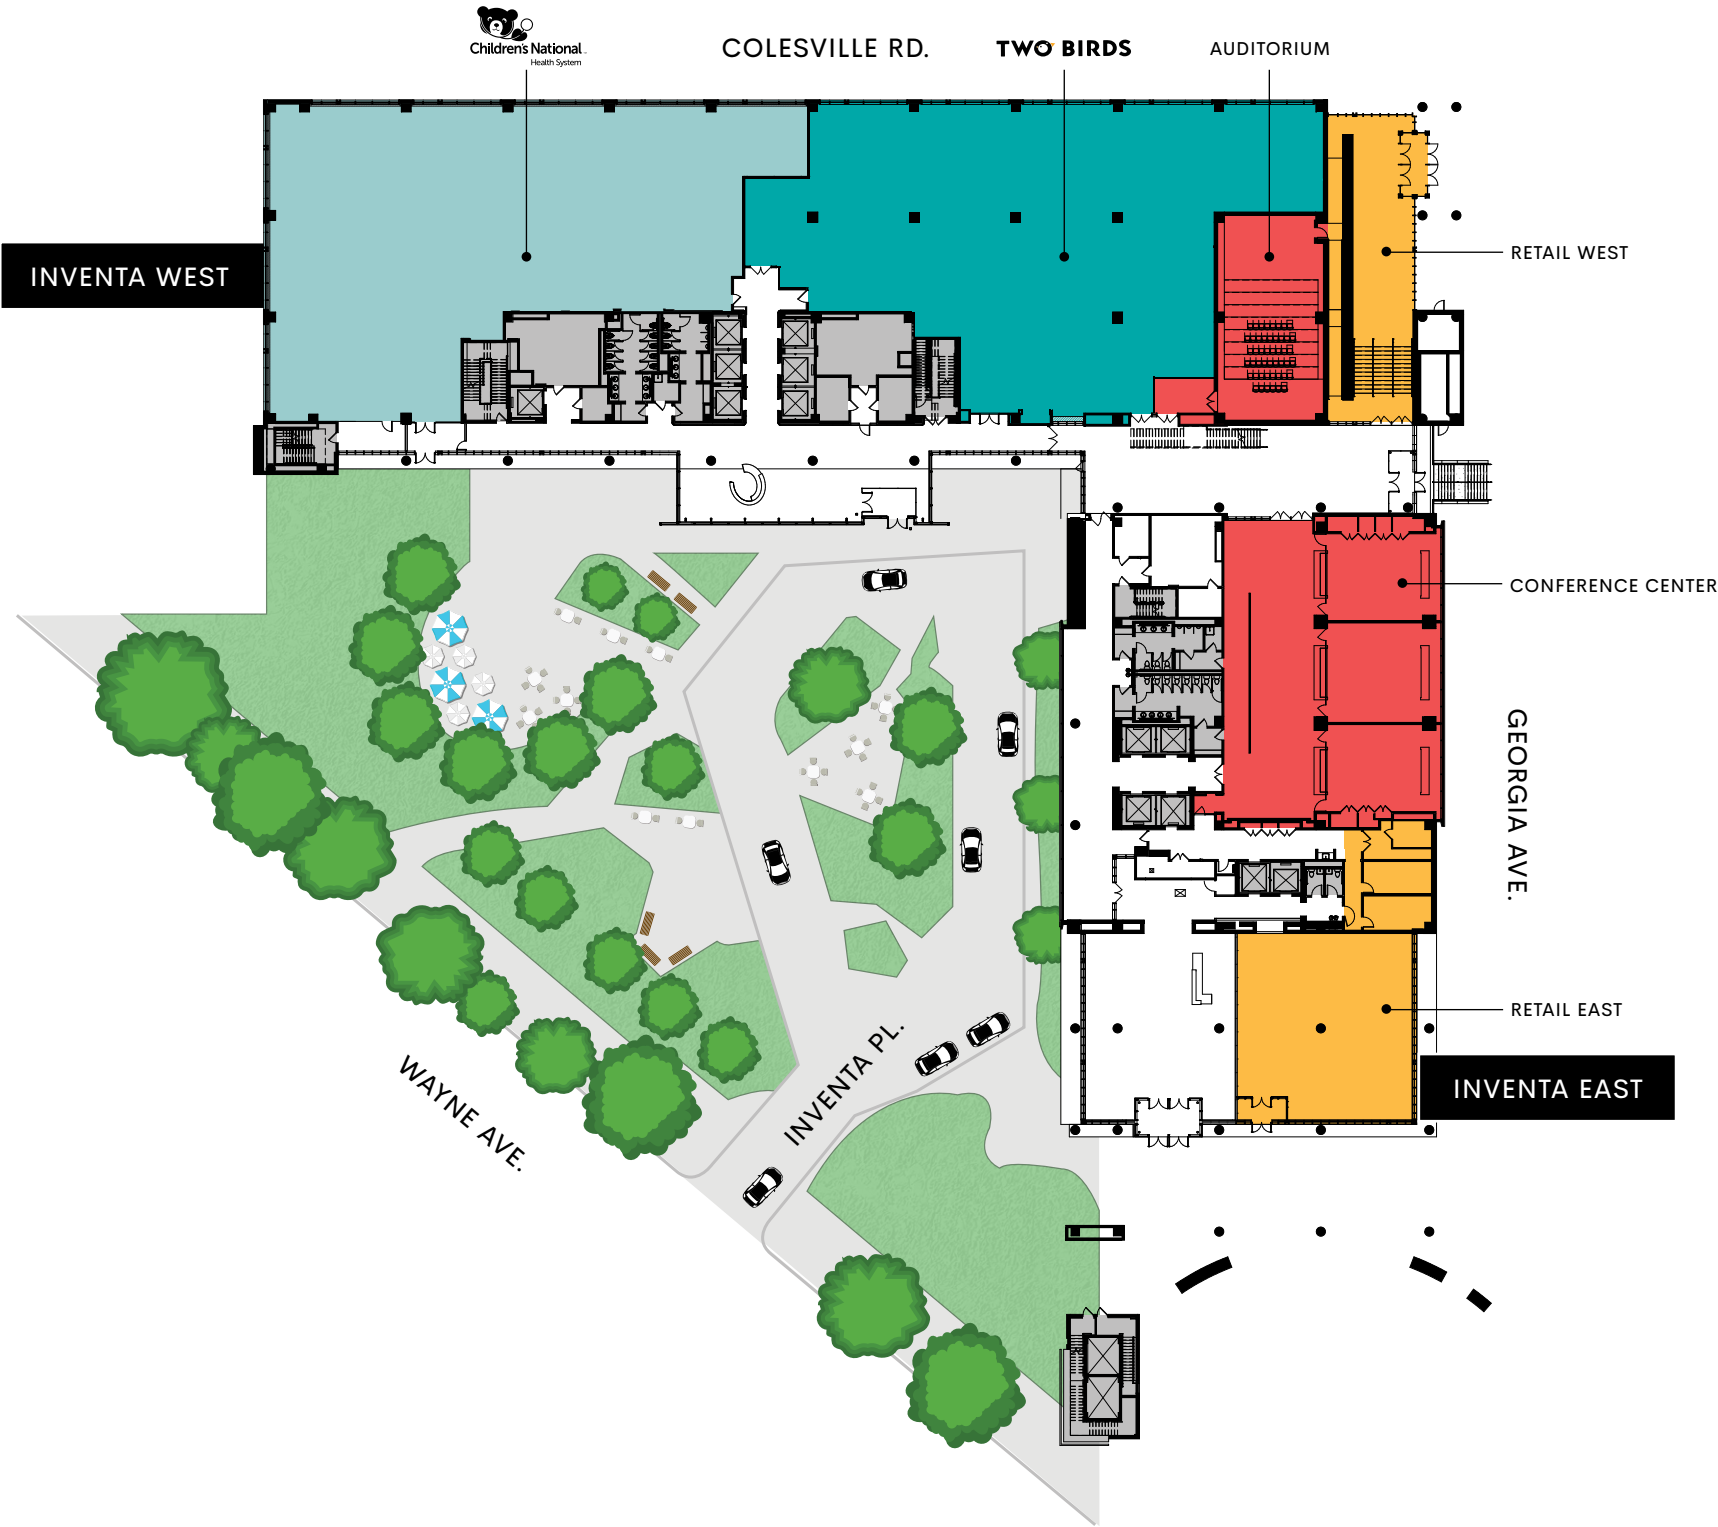 Children's National
Health System
COLESVILLE RD.
TWO BIRDS
AUDITORIUM
INVENTA WEST
RETAIL WEST
CONFERENCE CENTER
GEORGIA AVE.
RETAIL EAST
INVENTA EAST
INVENTA PL.
WAYNE AVE.